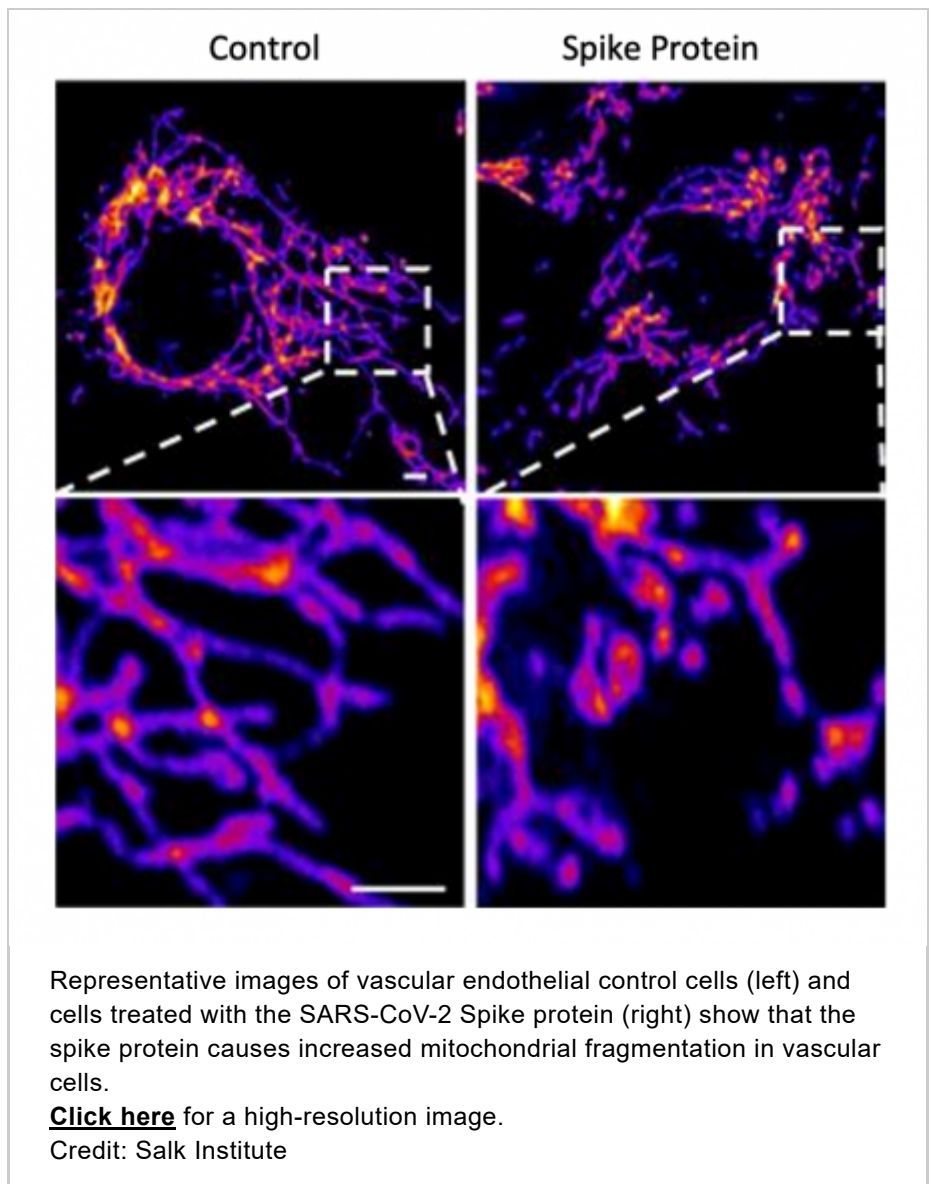 Control
Spike Protein
Representative images of vascular endothelial control cells (left) and
cells treated with the SARS-CoV-2 Spike protein (right) show that the
spike protein causes increased mitochondrial fragmentation in vascular
cells.
Click here for a high-resolution image.
Credit: Salk Institute